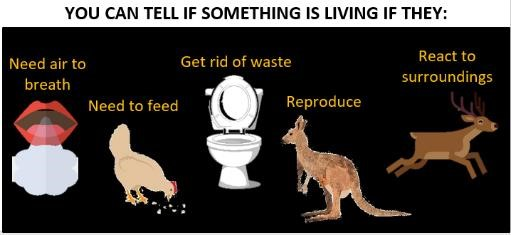 YOU CAN TELL IF SOMETHING IS LIVING IF THEY:
Need air to
breath
Need to feed
Get rid of waste
Reproduce
React to
surroundings